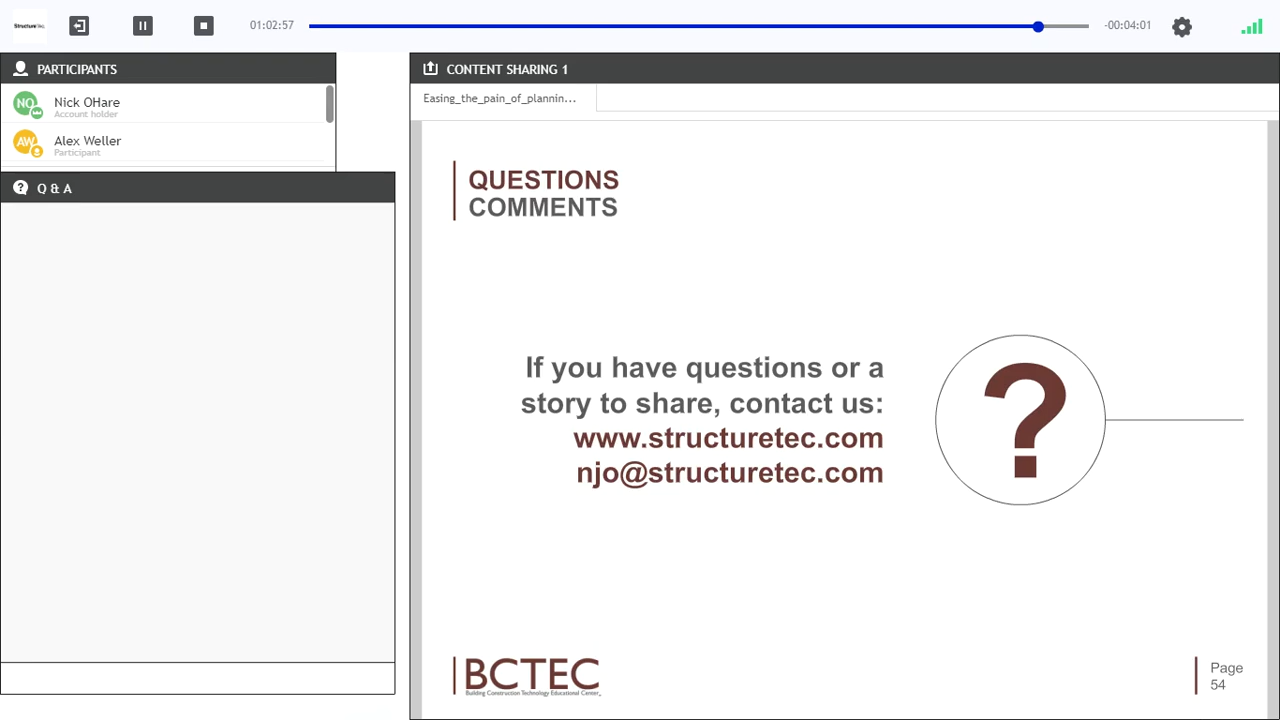 StructureTec
01:02:57
-00:04:01
PARTICIPANTS
NO
Nick OHare
Account holder
AW
Alex Weller
Participant
Q & A
CONTENT SHARING 1
Easing_the_pain_of_plannin...
QUESTIONS
COMMENTS
If you have questions or a
story to share, contact us:
www.structuretec.com
njo@structuretec.com
?
BCTEC
Building Construction Technology Educational Center
Page
54